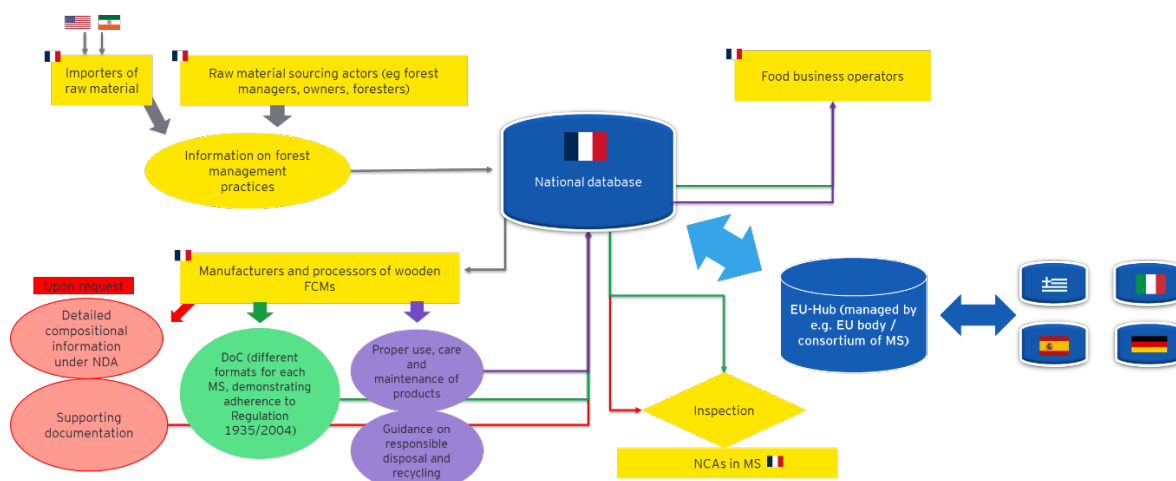 Importers of
raw material
Raw material sourcing actors (eg forest
managers, owners, foresters)
Food business operators
Information on forest
management
practices
National database
Manufacturers and processors of wooden
FCMs
Upon request
Detailed
compositional
information
under NDA
DoC (different
formats for each
MS, demonstrating
adherence to
Regulation
1935/2004)
Proper use, care
and
maintenance of
products
EU-Hub (managed by
e.g. EU body /
consortium of MS)
Supporting
documentation
Guidance on
responsible
disposal and
recycling
Inspection
NCAs in MS